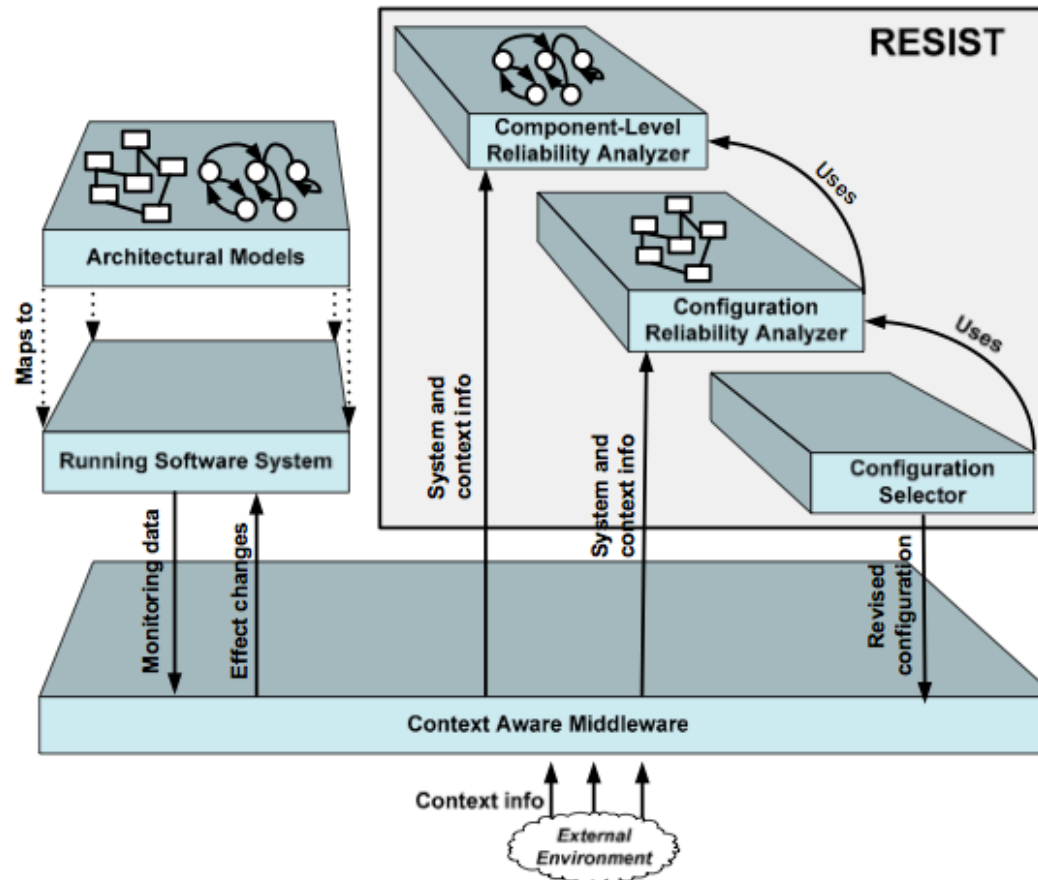 RESIST
Component-Level
Reliability Analyzer
Uses
Architectural Models
Configuration
Reliability Analyzer
Uses
Maps to
Running Software System
System and
context info
System and
context info
Configuration
Selector
Monitoring data
Effect changes
Revised
configuration
Context Aware Middleware
Context info
External
Environment